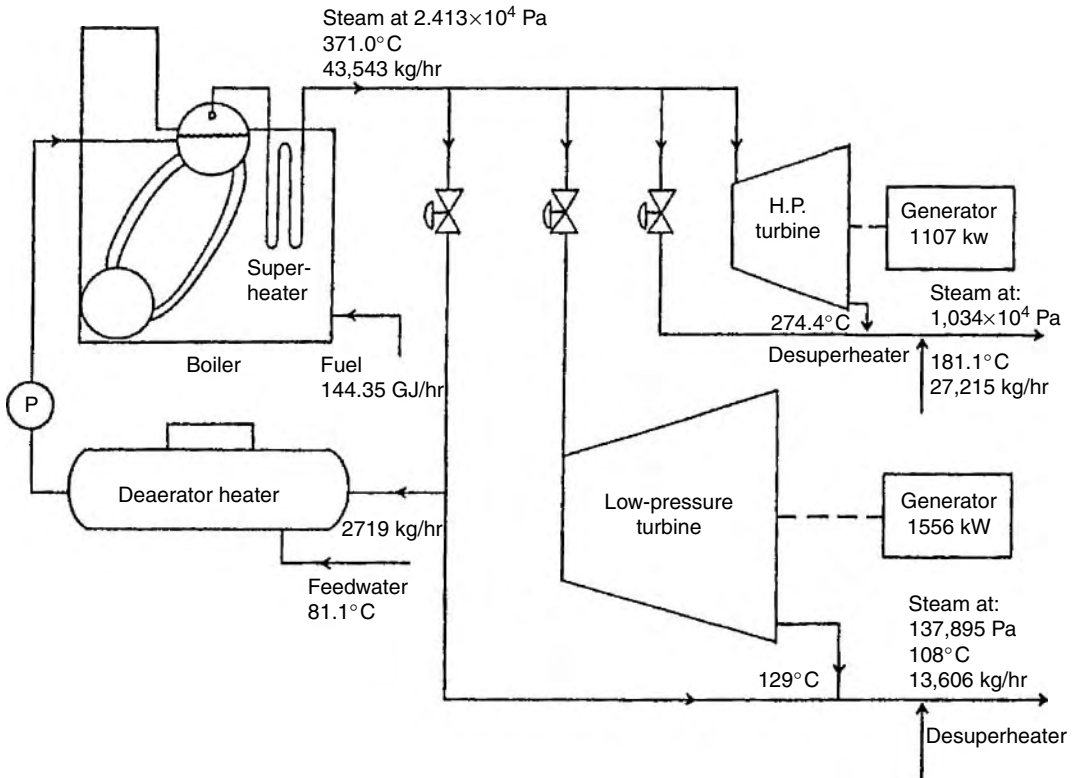 Steam at 2.413×10⁴ Pa
371.0°C
43,543 kg/hr
H.P.
turbine
Generator
1107 kw
Super-
heater
274.4°C
Steam at:
1,034×10⁴ Pa
Desuperheater
181.1°C
27,215 kg/hr
Boiler
Fuel
144.35 GJ/hr
P
Deaerator heater
2719 kg/hr
Low-pressure
turbine
Generator
1556 kW
Feedwater
81.1°C
Steam at:
137,895 Pa
108°C
13,606 kg/hr
129°C
Desuperheater